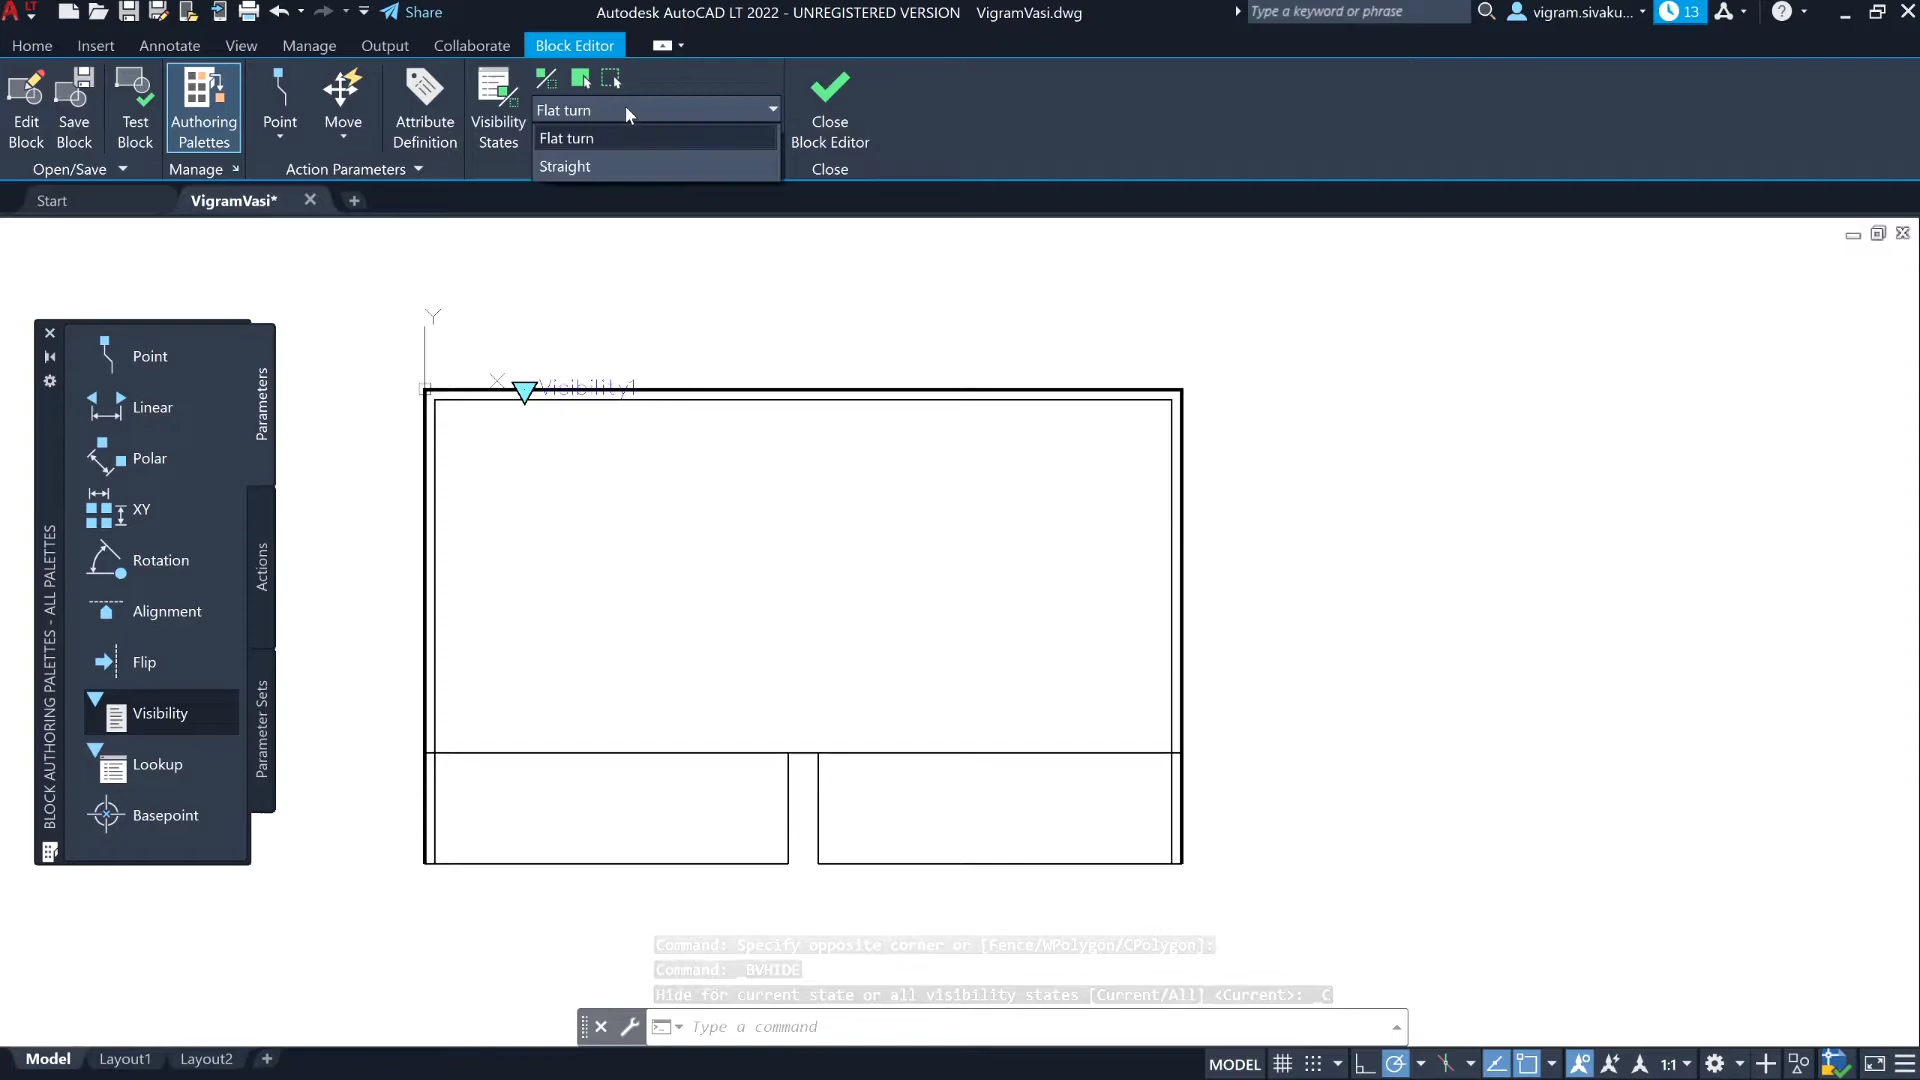 LT
Share
Autodesk AutoCAD LT 2022 - UNREGISTERED VERSION VigramVasi.dwg
Type a keyword or phrase
vigram.sivaku...
13
Home Insert Annotate View Manage Output Collaborate Block Editor
Edit Block
Save Block
Test Block
Authoring Palettes
Point
Move
Attribute Definition
Visibility States
Flat turn
Flat turn
Straight
Close Block Editor
Open/Save
Manage
Action Parameters
Close
Start
VigramVasi*
Y
X
Visibility1
Point
Linear
Polar
XY
Rotation
Alignment
Flip
Visibility
Lookup
Basepoint
Parameters
Actions
Parameter Sets
BLOCK AUTHORING PALETTES - ALL PALETTES
Command: Specify opposite corner or [Fence/WPolygon/CPolygon]:
Command: _BVHIDE
Hide for current state or all visibility states [Current/All] <Current>: _C
Type a command
Model Layout1 Layout2
MODEL
1:1